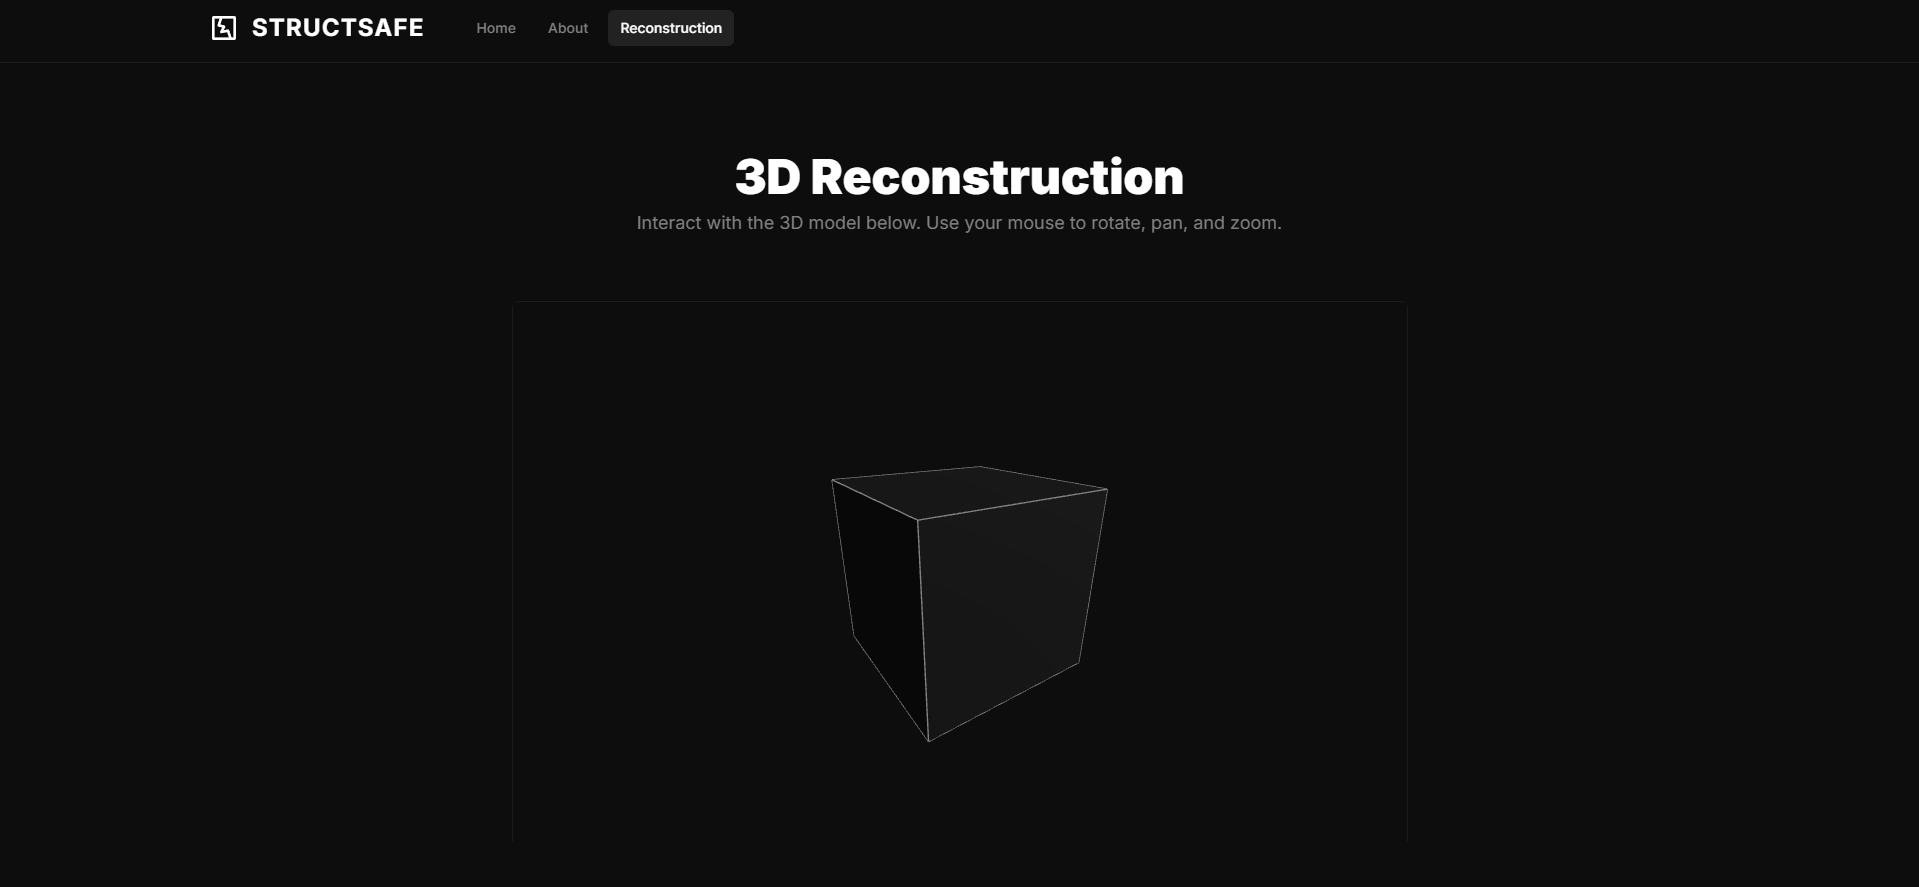 STRUCTSAFE Home About Reconstruction
3D Reconstruction
Interact with the 3D model below. Use your mouse to rotate, pan, and zoom.